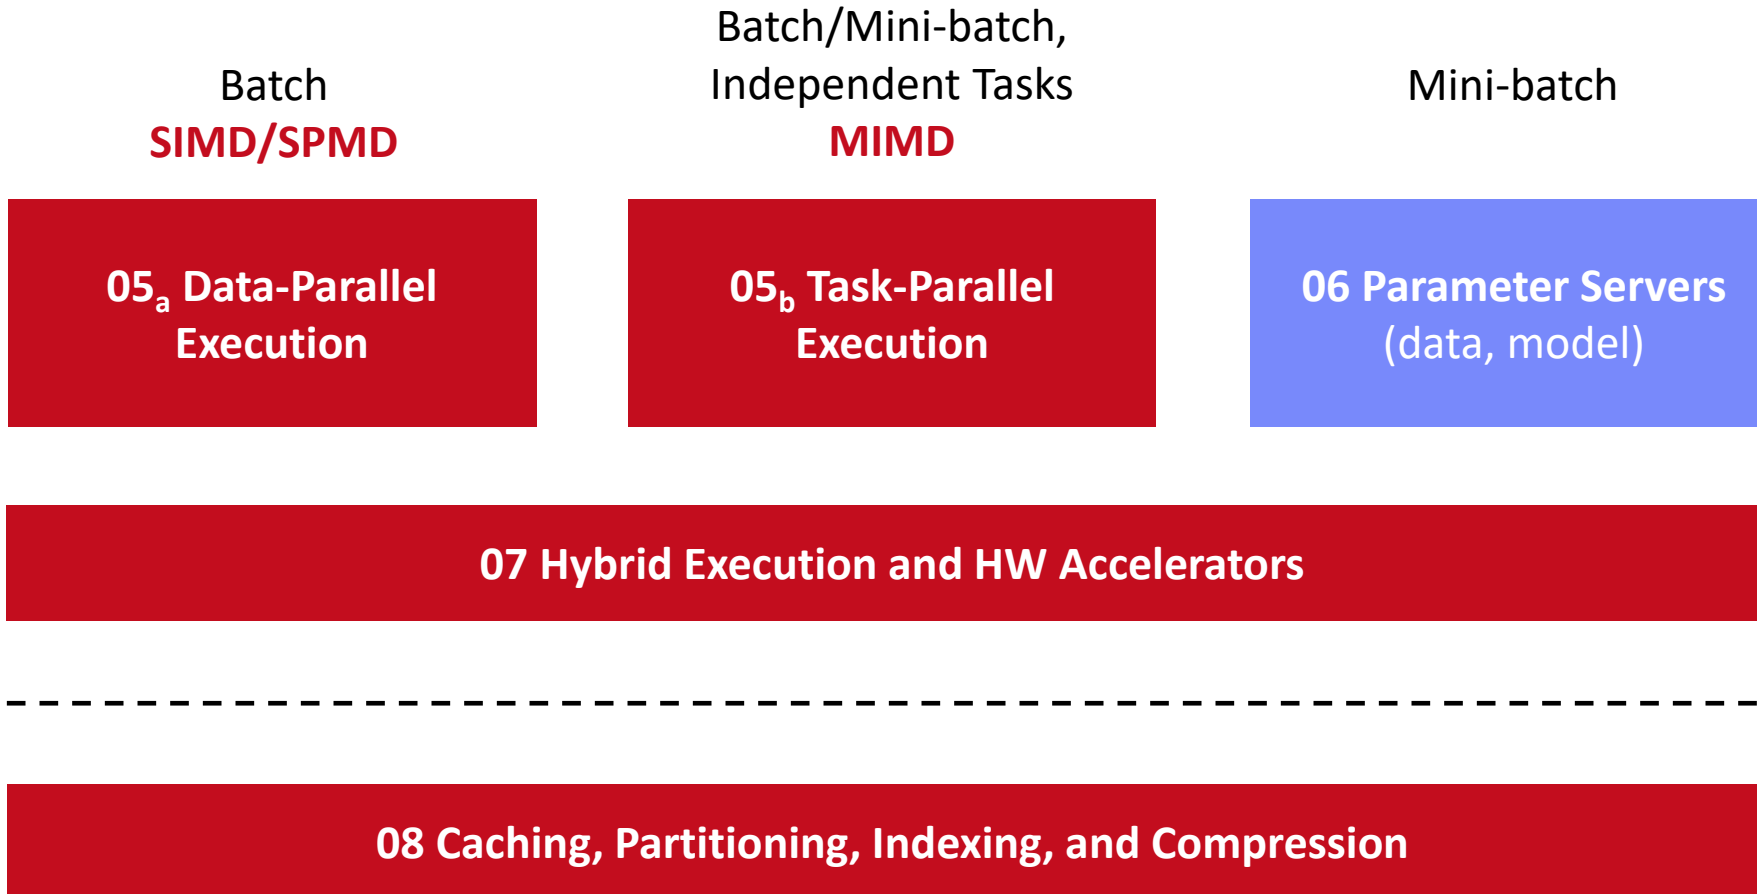 Batch
SIMD/SPMD
Batch/Mini-batch,
Independent Tasks
MIMD
Mini-batch
05a Data-Parallel
Execution
05b Task-Parallel
Execution
06 Parameter Servers
(data, model)
07 Hybrid Execution and HW Accelerators
08 Caching, Partitioning, Indexing, and Compression